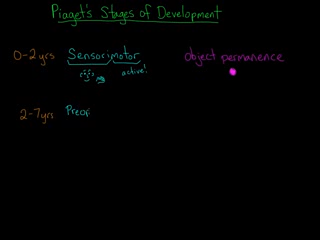 Piaget's Stages of Development
0-2 yrs Sensorimotor object permanence
active!
2-7 yrs Preop